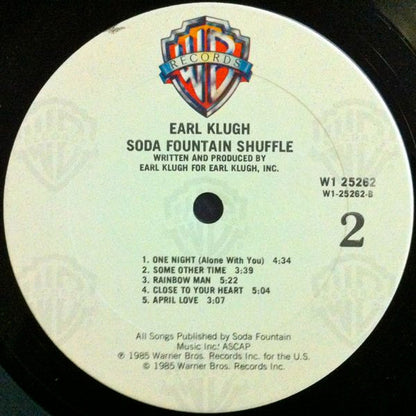 WB
RECORDS
EARL KLUGH
SODA FOUNTAIN SHUFFLE
WRITTEN AND PRODUCED BY
EARL KLUGH FOR EARL KLUGH, INC.
W1 25262
W1-25262-B
2
1. ONE NIGHT (Alone With You) 4:34
2. SOME OTHER TIME 3:39
3. RAINBOW MAN 5:22
4. CLOSE TO YOUR HEART 5:04
5. APRIL LOVE 3:07
All Songs Published by Soda Fountain
Music Inc. ASCAP
℗ 1985 Warner Bros. Records Inc. for the U.S.
© 1985 Warner Bros. Records Inc.